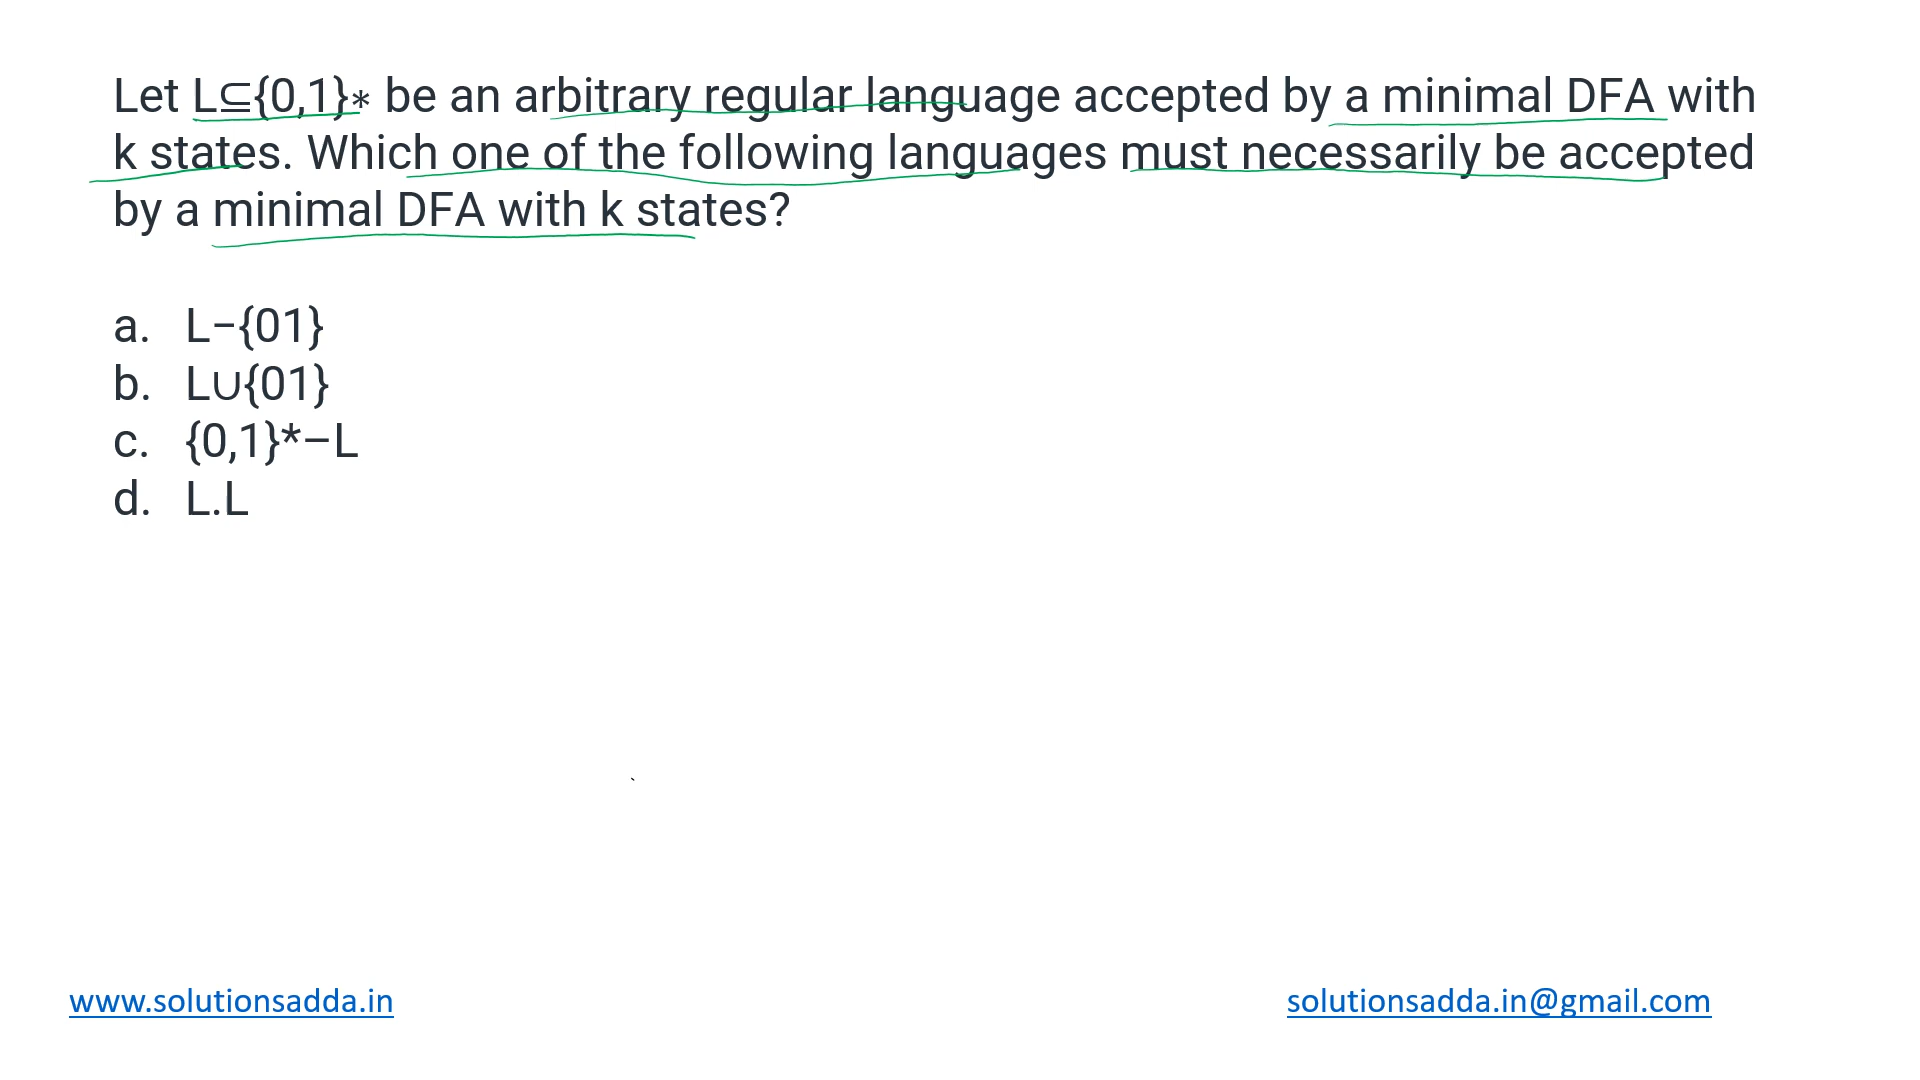 Let L⊆{0,1}∗ be an arbitrary regular language accepted by a minimal DFA with
k states. Which one of the following languages must necessarily be accepted
by a minimal DFA with k states?
a. L−{01}
b. L∪{01}
c. {0,1}*–L
d. L.L
www.solutionsadda.in
solutionsadda.in@gmail.com